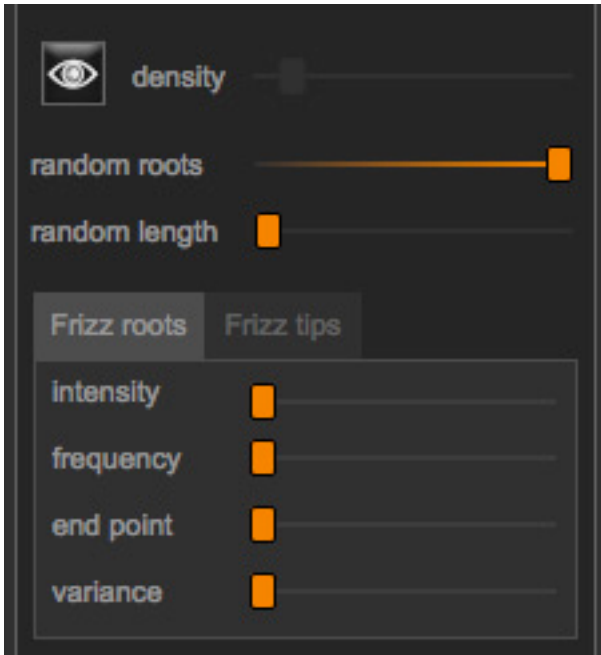 density
random roots
random length
Frizz roots Frizz tips
intensity
frequency
end point
variance